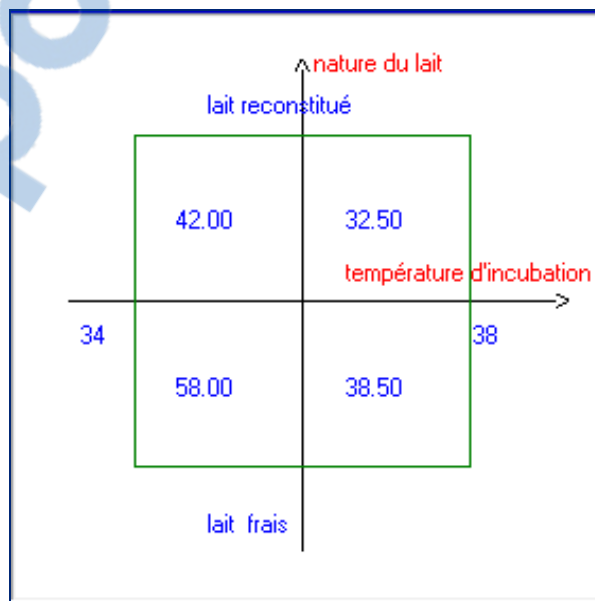 nature du lait
lait reconstitué
42.00 32.50
température d'incubation
34 38
58.00 38.50
lait frais